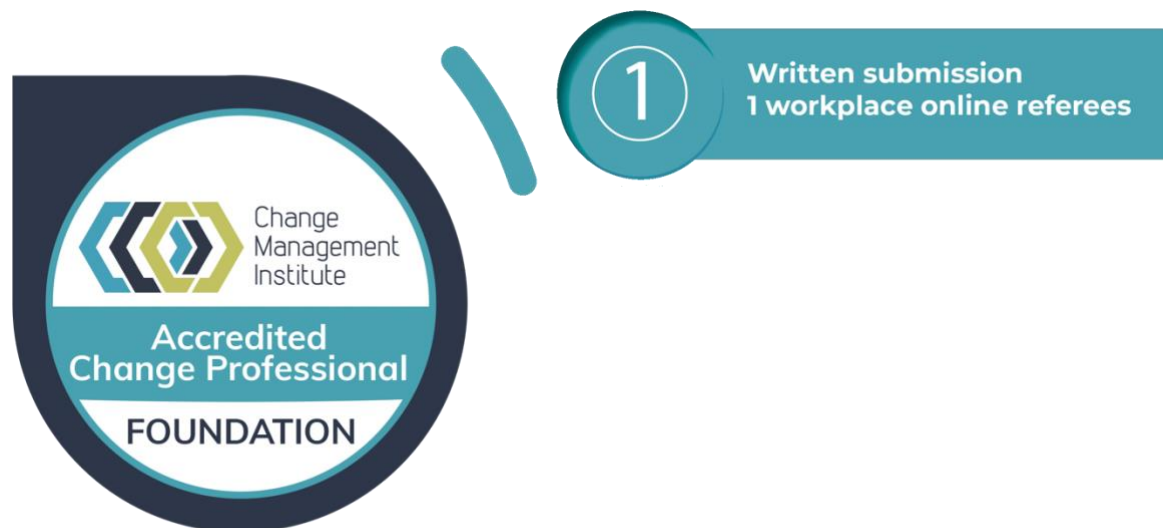 1
Written submission
1 workplace online referees
Change
Management
Institute
Accredited
Change Professional
FOUNDATION